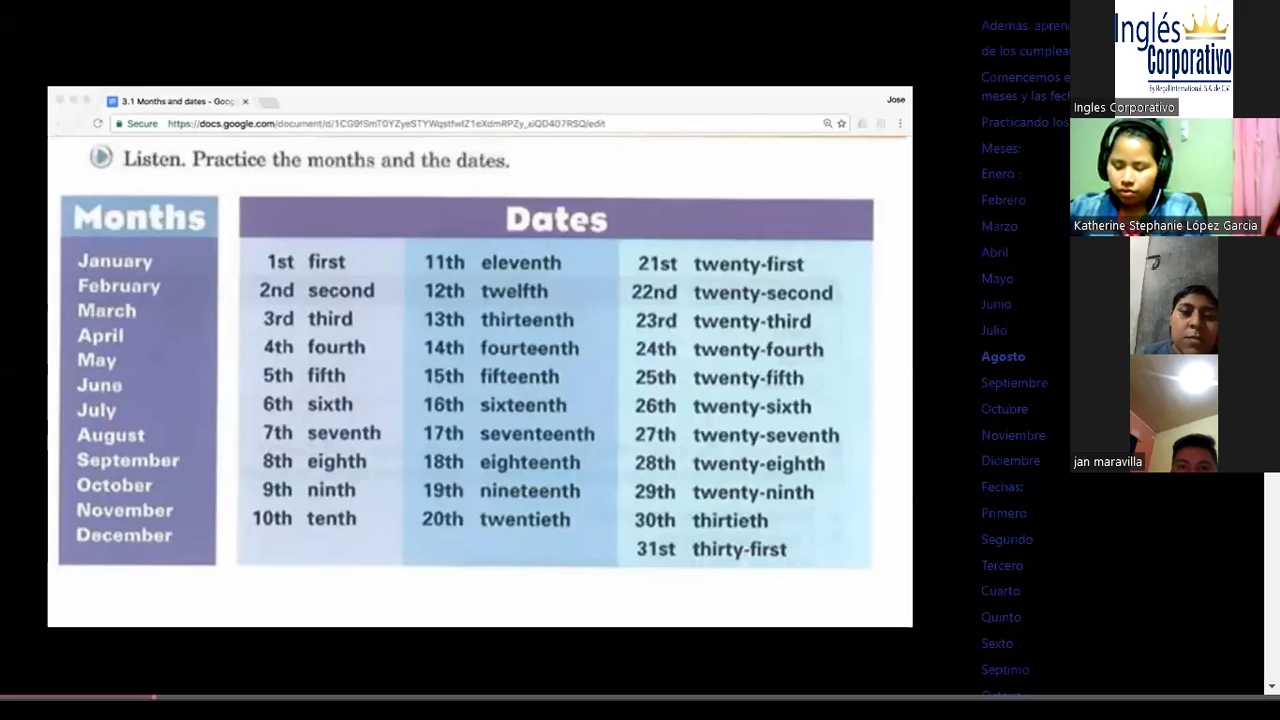 3.1 Months and dates - Goog
Jose
Secure
Listen. Practice the months and the dates.
Months
January
February
March
April
May
June
July
August
September
October
November
December
Dates
1st first
2nd second
3rd third
4th fourth
5th fifth
6th sixth
7th seventh
8th eighth
9th ninth
10th tenth
11th eleventh
12th twelfth
13th thirteenth
14th fourteenth
15th fifteenth
16th sixteenth
17th seventeenth
18th eighteenth
19th nineteenth
20th twentieth
21st twenty-first
22nd twenty-second
23rd twenty-third
24th twenty-fourth
25th twenty-fifth
26th twenty-sixth
27th twenty-seventh
28th twenty-eighth
29th twenty-ninth
30th thirtieth
31st thirty-first
Ademas, apren
de los cumplea
Comencemos e
meses y las fec
Practicando los
Meses:
Enero :
Febrero
Marzo
Abril
Mayo
Junio
Julio
Agosto
Septiembre
Octubre
Noviembre
Diciembre
Fechas:
Primero
Segundo
Tercero
Cuarto
Quinto
Sexto
Septimo
Inglés
Corporativo
Ingles Corporativo
Katherine Stephanie López Garcia
jan maravilla